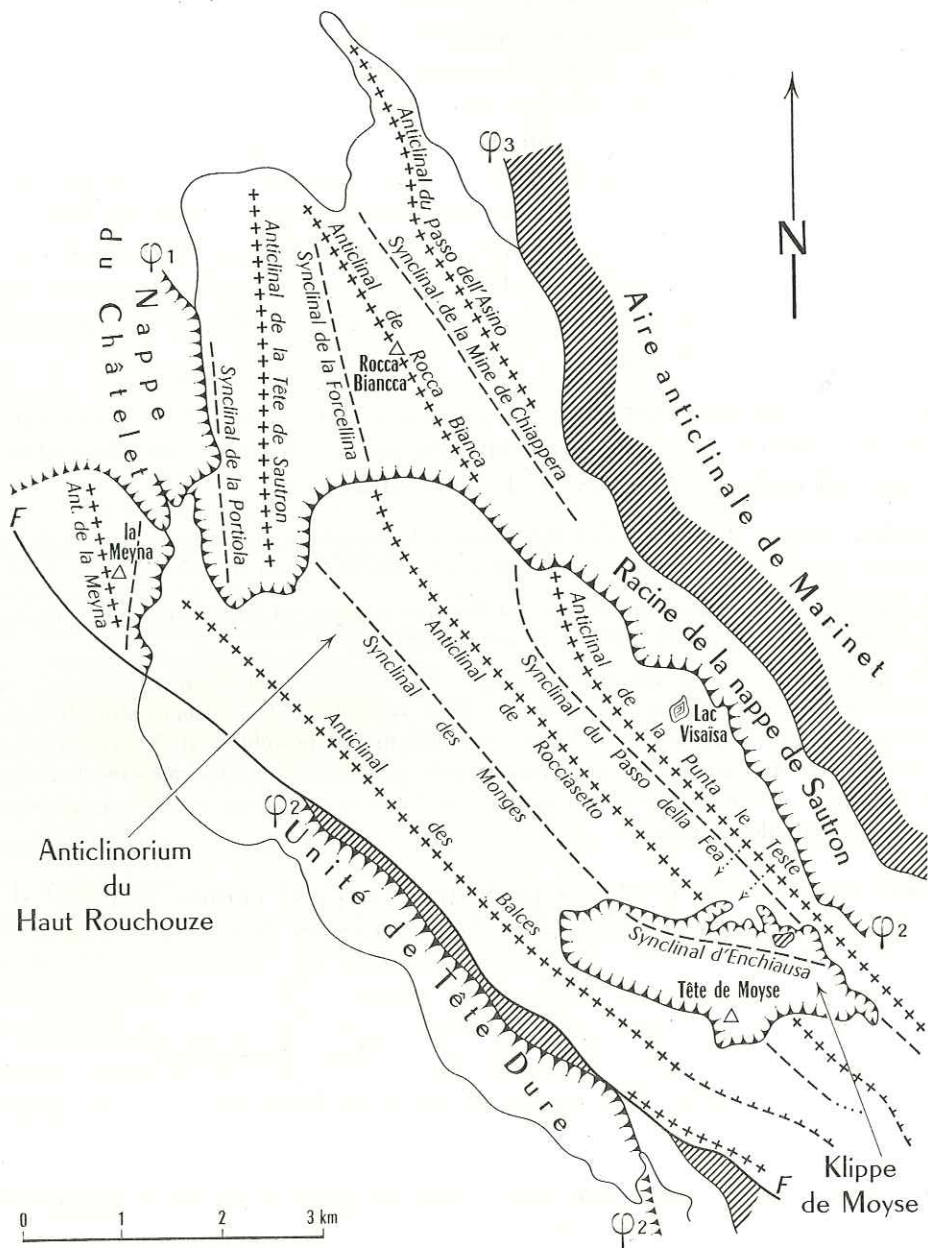 φ3
N
Anticlinal du Passo dell'Asino
Synclinal de la Mine de Chiappera
Anticlinal de Rocca Bianca
Rocca
Biancca
Synclinal de la Forcellina
Anticlinal de la Tête de Sautron
Synclinal de la Portiola
φ1
Nappe
du Châtelet
Aire anticlinale de Marinet
F
Ant. de la Meyna
la
Meyna
Racine de la nappe de Sautron
Lac
Visaïsa
Anticlinal de la Punta le Teste
Synclinal du Passo della Fea
Anticlinal de Rocciasetto
Synclinal des Monges
Anticlinal des Balces
φ2
Unité de Tête Dure
Anticlinorium
du
Haut Rouchouze
φ2
Synclinal d'Enchiausa
Tête de Moyse
Klippe
de Moyse
F
φ2
0 1 2 3 km